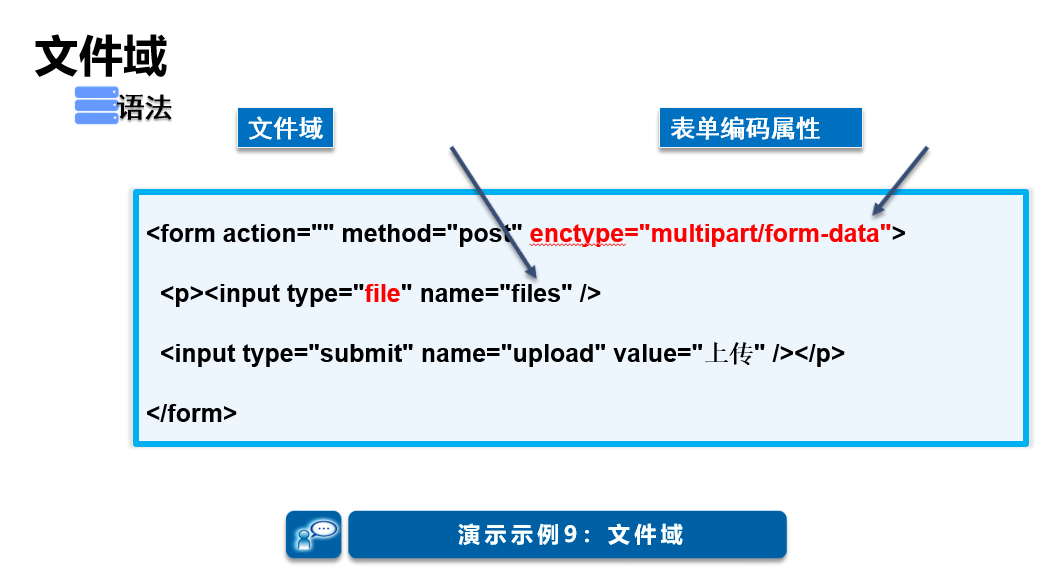 文件域
语法
文件域
表单编码属性
<form action="" method="post" enctype="multipart/form-data">
<p><input type="file" name="files" />
<input type="submit" name="upload" value="上传" /></p>
</form>
演示示例9：文件域